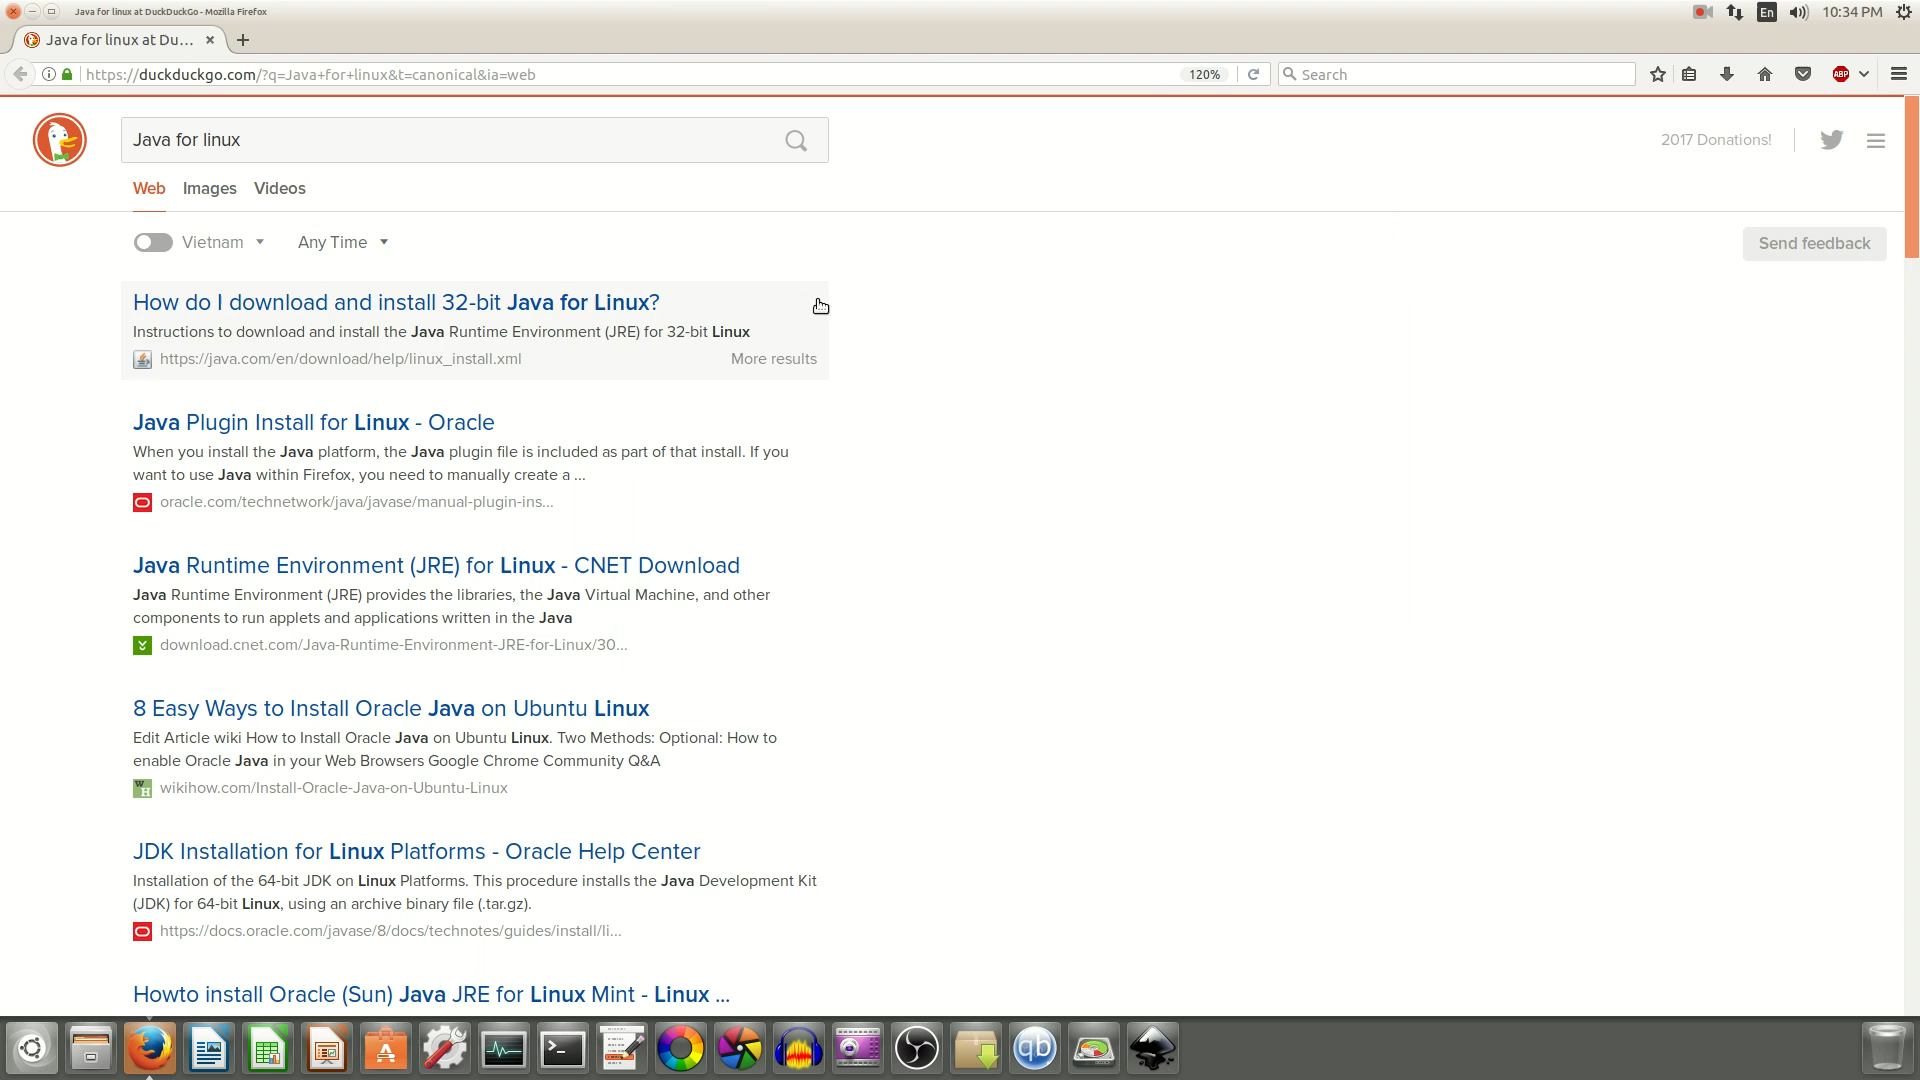 Java for linux at DuckDuckGo - Mozilla Firefox
En
10:34 PM
Java for linux at Du...
https://duckduckgo.com/?q=Java+for+linux&t=canonical&ia=web
120%
Search
ABP
Java for linux
2017 Donations!
Web
Images
Videos
Vietnam
Any Time
Send feedback
How do I download and install 32-bit Java for Linux?
Instructions to download and install the Java Runtime Environment (JRE) for 32-bit Linux
https://java.com/en/download/help/linux_install.xml
More results
Java Plugin Install for Linux - Oracle
When you install the Java platform, the Java plugin file is included as part of that install. If you
want to use Java within Firefox, you need to manually create a ...
oracle.com/technetwork/java/javase/manual-plugin-ins...
Java Runtime Environment (JRE) for Linux - CNET Download
Java Runtime Environment (JRE) provides the libraries, the Java Virtual Machine, and other
components to run applets and applications written in the Java
download.cnet.com/Java-Runtime-Environment-JRE-for-Linux/30...
8 Easy Ways to Install Oracle Java on Ubuntu Linux
Edit Article wiki How to Install Oracle Java on Ubuntu Linux. Two Methods: Optional: How to
enable Oracle Java in your Web Browsers Google Chrome Community Q&A
wikihow.com/Install-Oracle-Java-on-Ubuntu-Linux
JDK Installation for Linux Platforms - Oracle Help Center
Installation of the 64-bit JDK on Linux Platforms. This procedure installs the Java Development Kit
(JDK) for 64-bit Linux, using an archive binary file (.tar.gz).
https://docs.oracle.com/javase/8/docs/technotes/guides/install/li...
Howto install Oracle (Sun) Java JRE for Linux Mint - Linux ...
qb